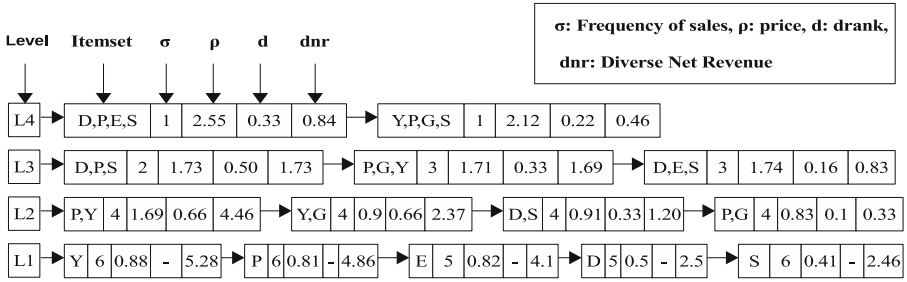 σ: Frequency of sales, ρ: price, d: drank,
dnr: Diverse Net Revenue
Level Itemset σ ρ d dnr
L4 D,P,E,S 1 2.55 0.33 0.84 Y,P,G,S 1 2.12 0.22 0.46
L3 D,P,S 2 1.73 0.50 1.73 P,G,Y 3 1.71 0.33 1.69 D,E,S 3 1.74 0.16 0.83
L2 P,Y 4 1.69 0.66 4.46 Y,G 4 0.9 0.66 2.37 D,S 4 0.91 0.33 1.20 P,G 4 0.83 0.1 0.33
L1 Y 6 0.88 - 5.28 P 6 0.81 - 4.86 E 5 0.82 - 4.1 D 5 0.5 - 2.5 S 6 0.41 - 2.46